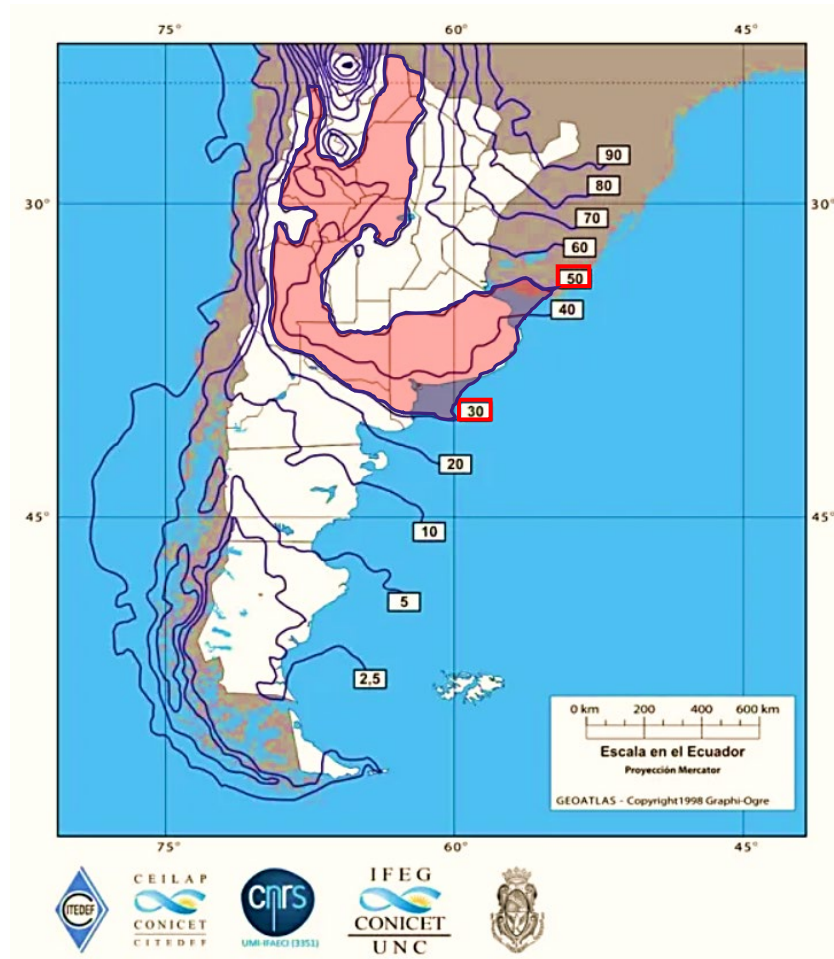 75°
60°
45°
30°
30°
90
80
70
60
50
40
30
20
45°
45°
10
5
2,5
0 km 200 400 600 km
Escala en el Ecuador
Proyección Mercator
GEOATLAS - Copyright1998 Graphi-Ogre
75°
60°
45°
CITEDEF
CEILAP
CONICET
CITEDEF
cnrs
UMI-IFAECI (3351)
IFEG
CONICET
UNC